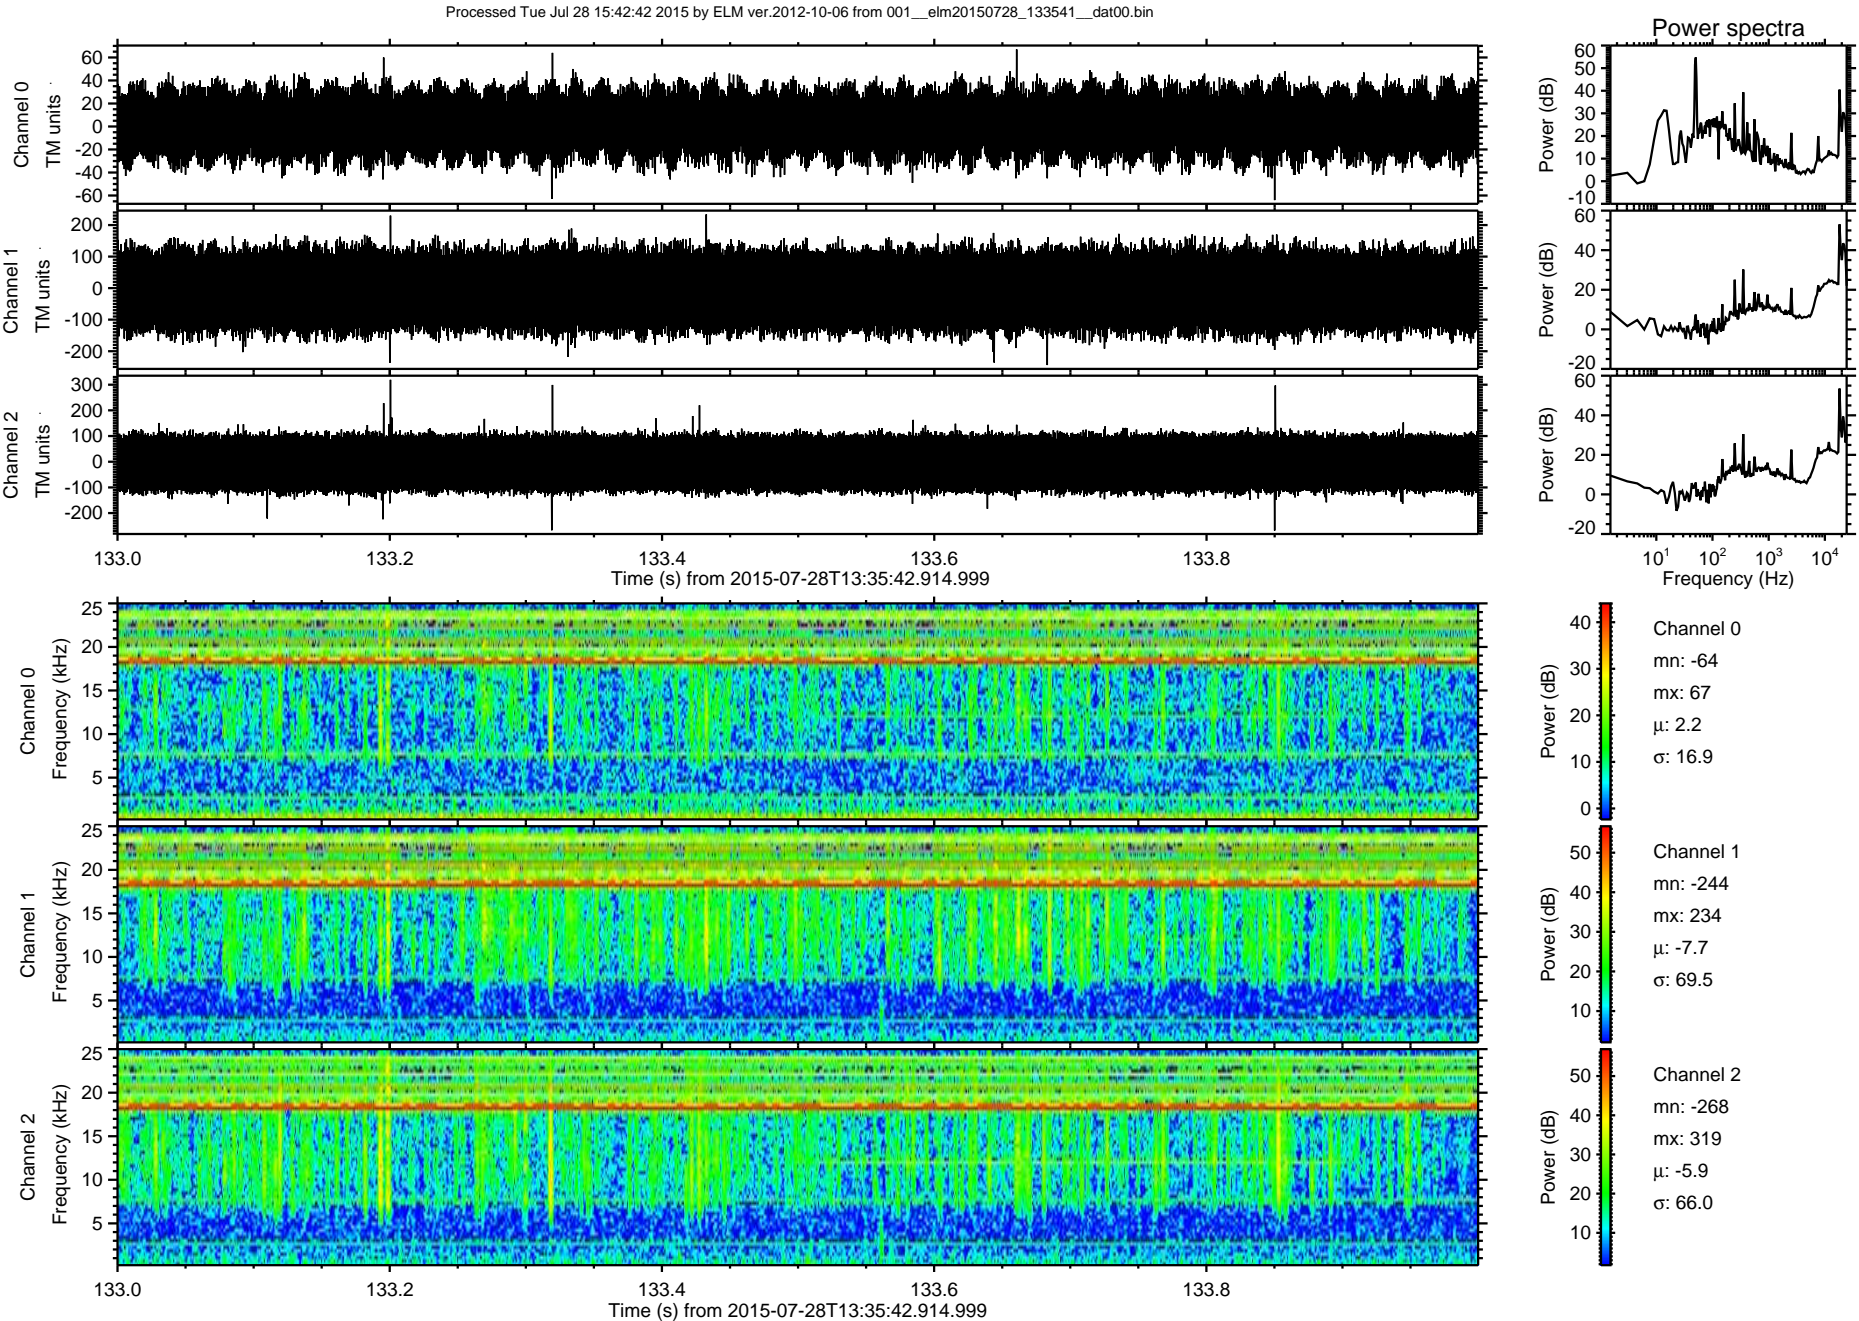 Processed Tue Jul 28 15:42:42 2015 by ELM ver.2012-10-06 from 001__elm20150728_133541__dat00.bin
Power spectra
Channel 0
TM units
60
40
20
0
-20
-40
-60
Power (dB)
60
50
40
30
20
10
0
-10
Channel 1
TM units
200
100
0
-100
-200
Power (dB)
60
40
20
0
-20
Channel 2
TM units
300
200
100
0
-100
-200
Power (dB)
60
40
20
0
-20
133.0 133.2 133.4 133.6 133.8
Time (s) from 2015-07-28T13:35:42.914.999
10¹ 10² 10³ 10⁴
Frequency (Hz)
Channel 0
Frequency (kHz)
25
20
15
10
5
Power (dB)
40
30
20
10
0
Channel 0
mn: -64
mx: 67
μ: 2.2
σ: 16.9
Channel 1
Frequency (kHz)
25
20
15
10
5
Power (dB)
50
40
30
20
10
Channel 1
mn: -244
mx: 234
μ: -7.7
σ: 69.5
Channel 2
Frequency (kHz)
25
20
15
10
5
Power (dB)
50
40
30
20
10
Channel 2
mn: -268
mx: 319
μ: -5.9
σ: 66.0
133.0 133.2 133.4 133.6 133.8
Time (s) from 2015-07-28T13:35:42.914.999